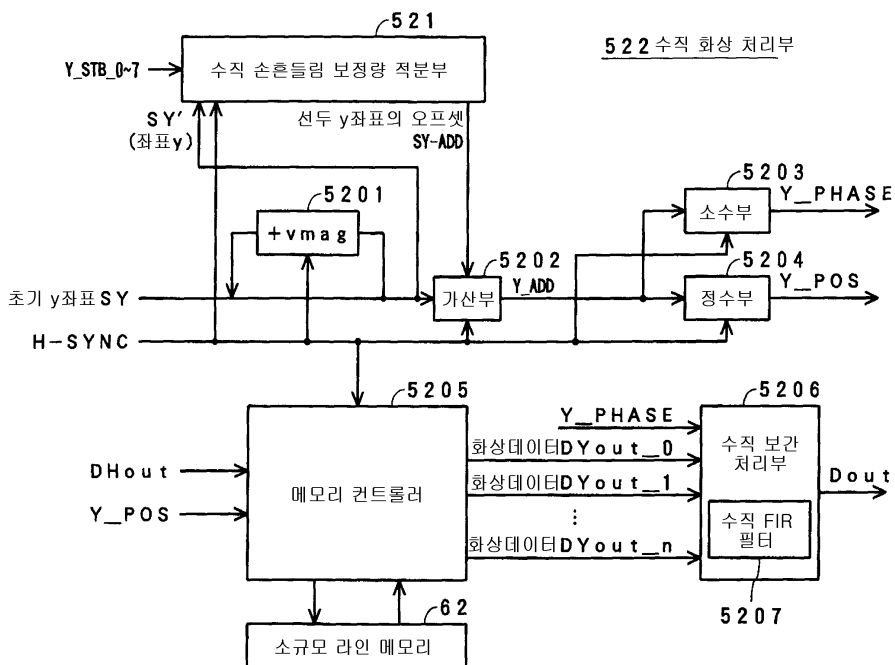 521
522 수직 화상 처리부
Y_STB_0~7
수직 손흔들림 보정량 적분부
SY'
(좌표y)
선두 y좌표의 오프셋
SY-ADD
5201
+vmag
5203
소수부
Y__PHASE
초기 y좌표 SY
5202
가산부
Y_ADD
5204
정수부
Y__POS
H-SYNC
5205
메모리 컨트롤러
DHout
Y__POS
Y__PHASE
화상데이터DYout_0
화상데이터DYout_1
⋮
화상데이터DYout_n
5206
수직 보간
처리부
Dout
수직 FIR
필터
5207
62
소규모 라인 메모리